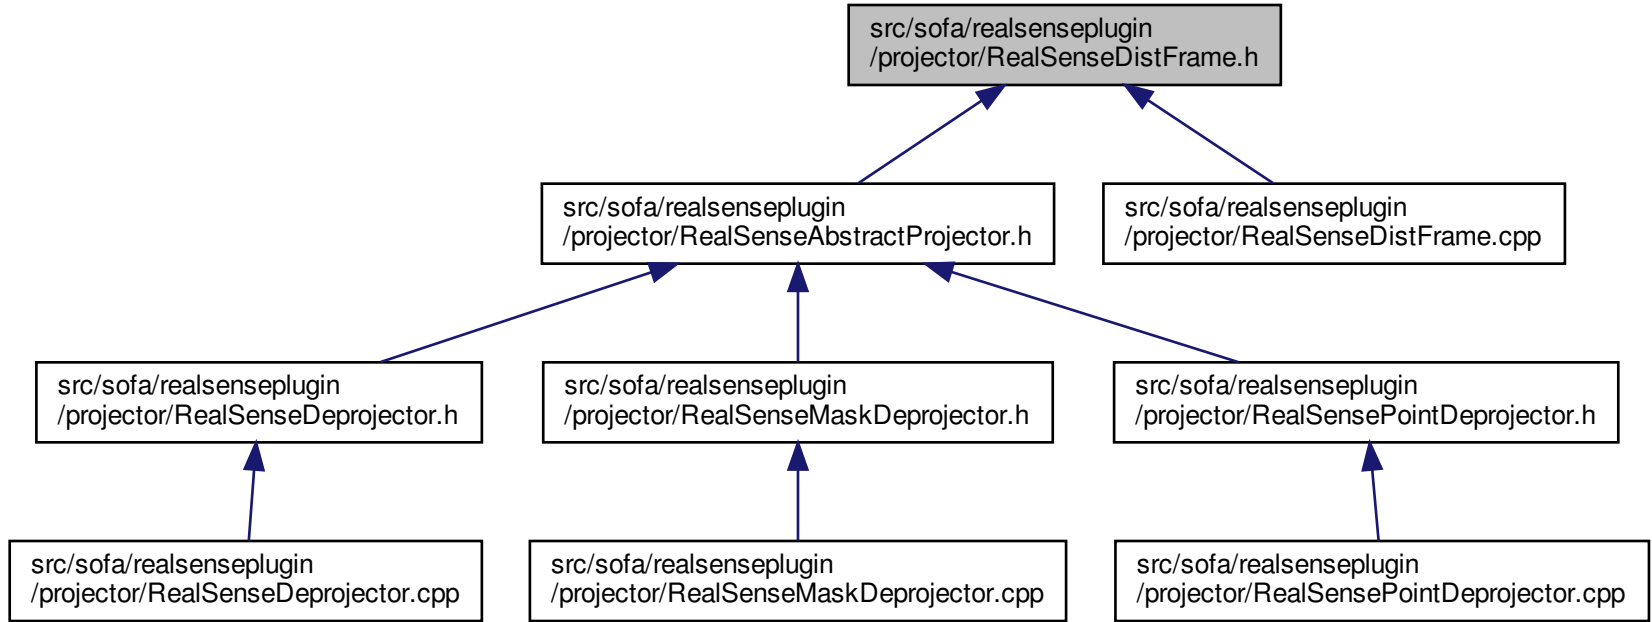 src/sofa/realsenseplugin
/projector/RealSenseDistFrame.h
src/sofa/realsenseplugin
/projector/RealSenseAbstractProjector.h
src/sofa/realsenseplugin
/projector/RealSenseDistFrame.cpp
src/sofa/realsenseplugin
/projector/RealSenseDeprojector.h
src/sofa/realsenseplugin
/projector/RealSenseMaskDeprojector.h
src/sofa/realsenseplugin
/projector/RealSensePointDeprojector.h
src/sofa/realsenseplugin
/projector/RealSenseDeprojector.cpp
src/sofa/realsenseplugin
/projector/RealSenseMaskDeprojector.cpp
src/sofa/realsenseplugin
/projector/RealSensePointDeprojector.cpp